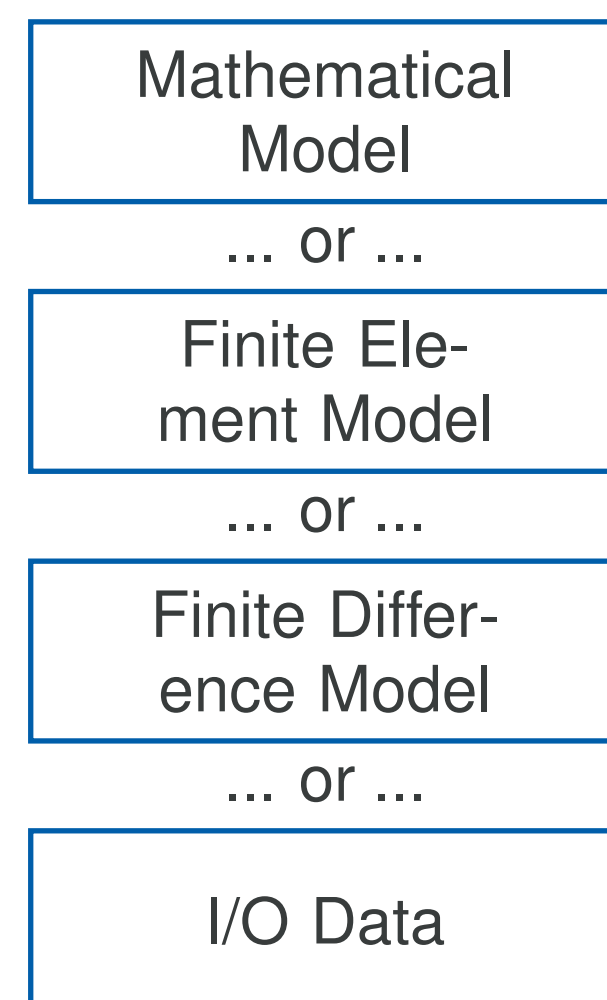 Mathematical
Model
... or ...
Finite Ele-
ment Model
... or ...
Finite Differ-
ence Model
... or ...
I/O Data